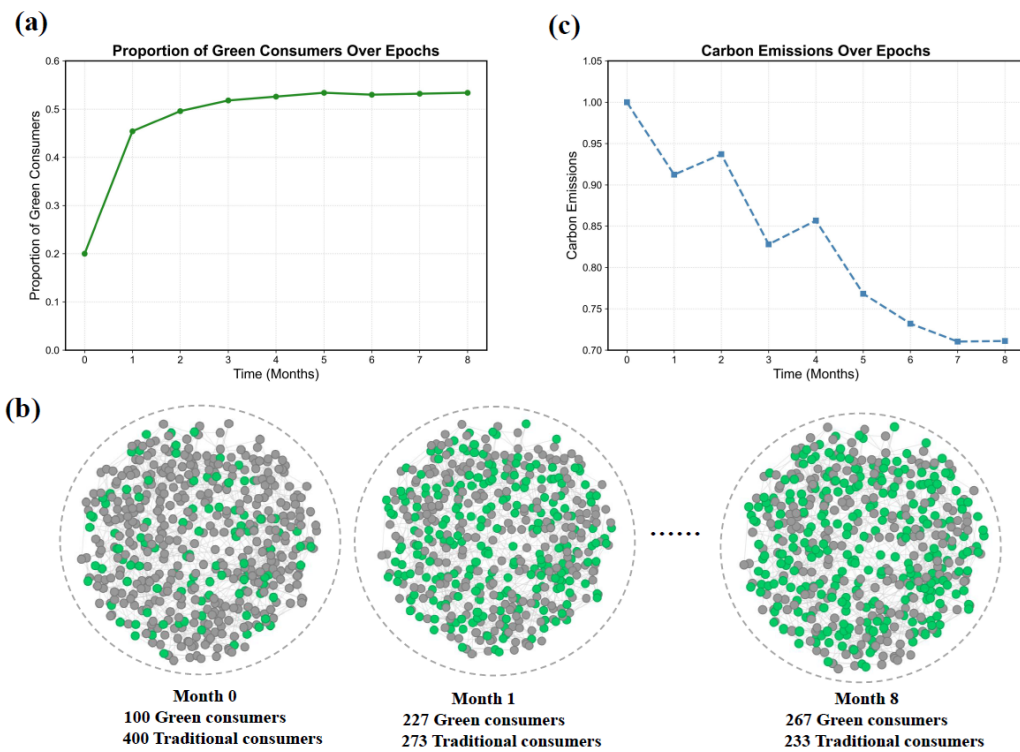 (a)
Proportion of Green Consumers Over Epochs
0.6
0.5
0.4
0.3
0.2
0.1
0.0
Proportion of Green Consumers
0 1 2 3 4 5 6 7 8
Time (Months)
(c)
Carbon Emissions Over Epochs
1.05
1.00
0.95
0.90
0.85
0.80
0.75
0.70
Carbon Emissions
0 1 2 3 4 5 6 7 8
Time (Months)
(b)
......
Month 0
100 Green consumers
400 Traditional consumers
Month 1
227 Green consumers
273 Traditional consumers
Month 8
267 Green consumers
233 Traditional consumers